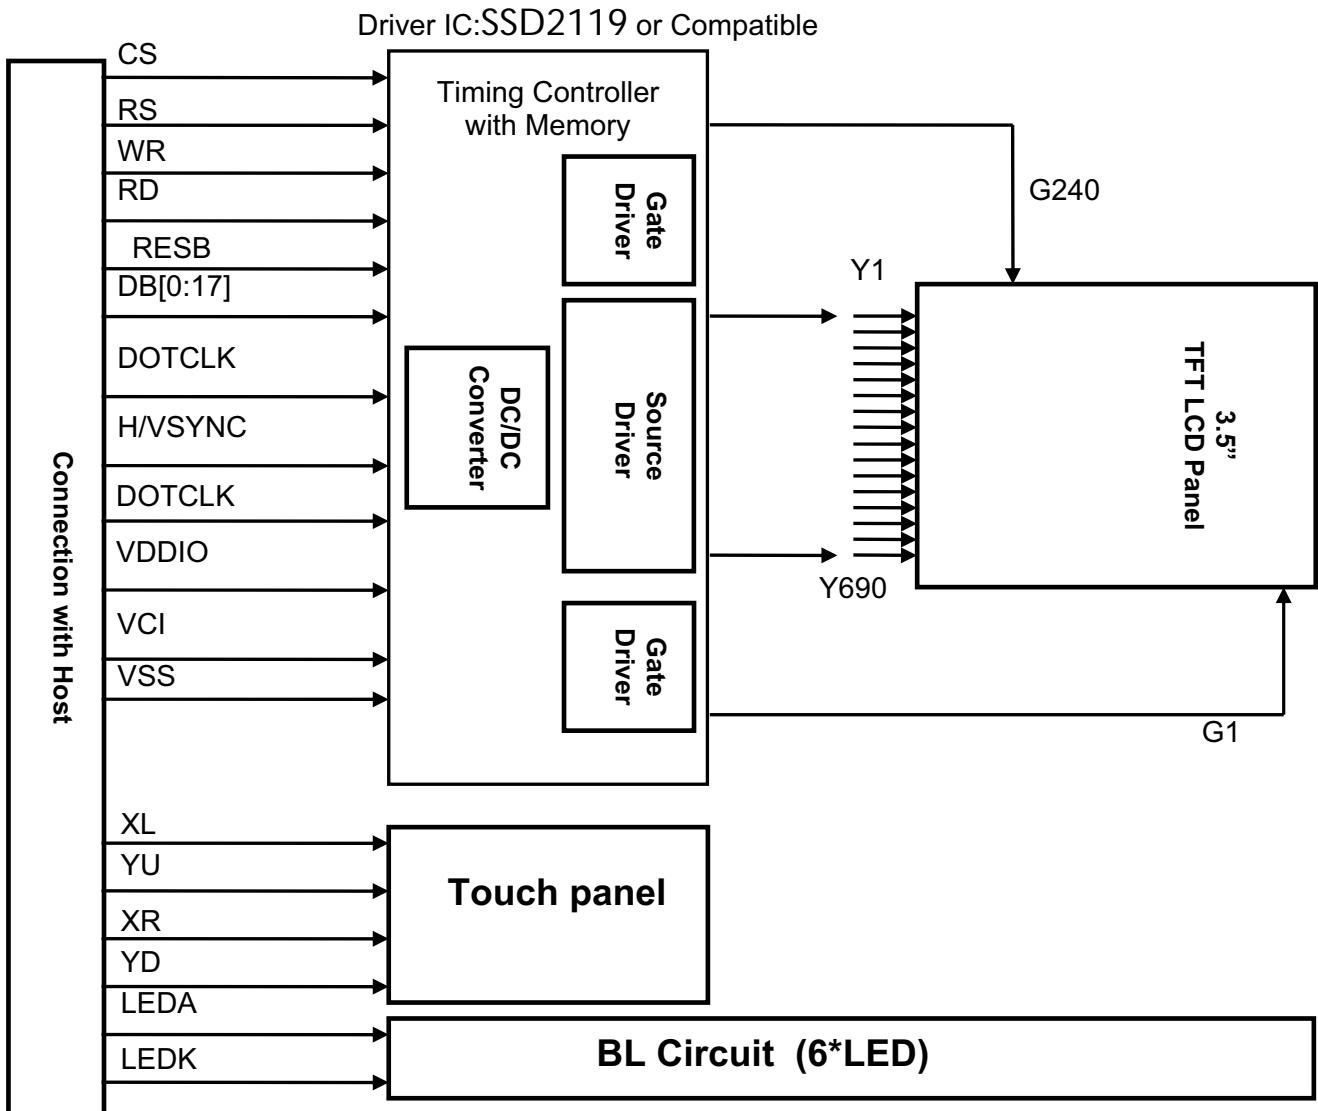 Driver IC:SSD2119 or Compatible
CS
RS
WR
RD
RESB
DB[0:17]
DOTCLK
H/VSYNC
DOTCLK
VDDIO
VCI
VSS
Connection with Host
Timing Controller
with Memory
Gate
Driver
DC/DC
Converter
Source
Driver
Gate
Driver
G240
Y1
Y690
3.5”
TFT LCD Panel
G1
XL
YU
XR
YD
LEDA
LEDK
Touch panel
BL Circuit (6*LED)